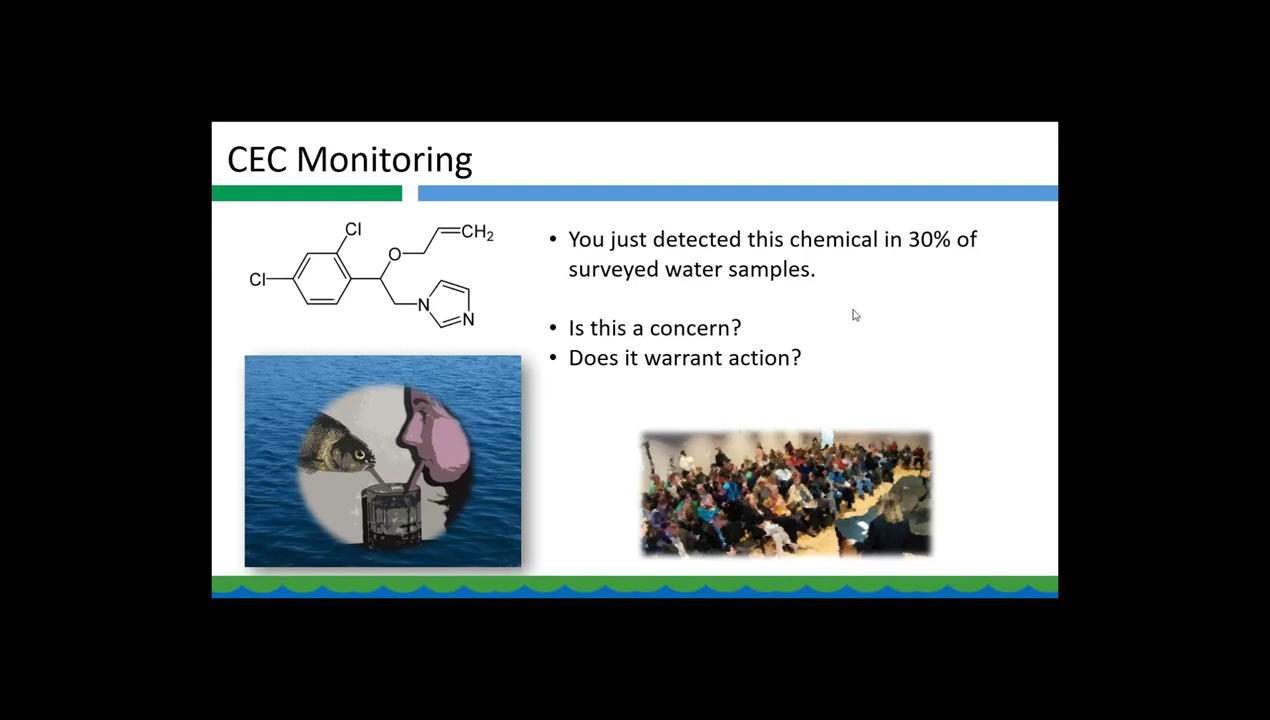 CEC Monitoring
Cl
CH2
O
Cl
N
N
• You just detected this chemical in 30% of
surveyed water samples.
• Is this a concern?
• Does it warrant action?